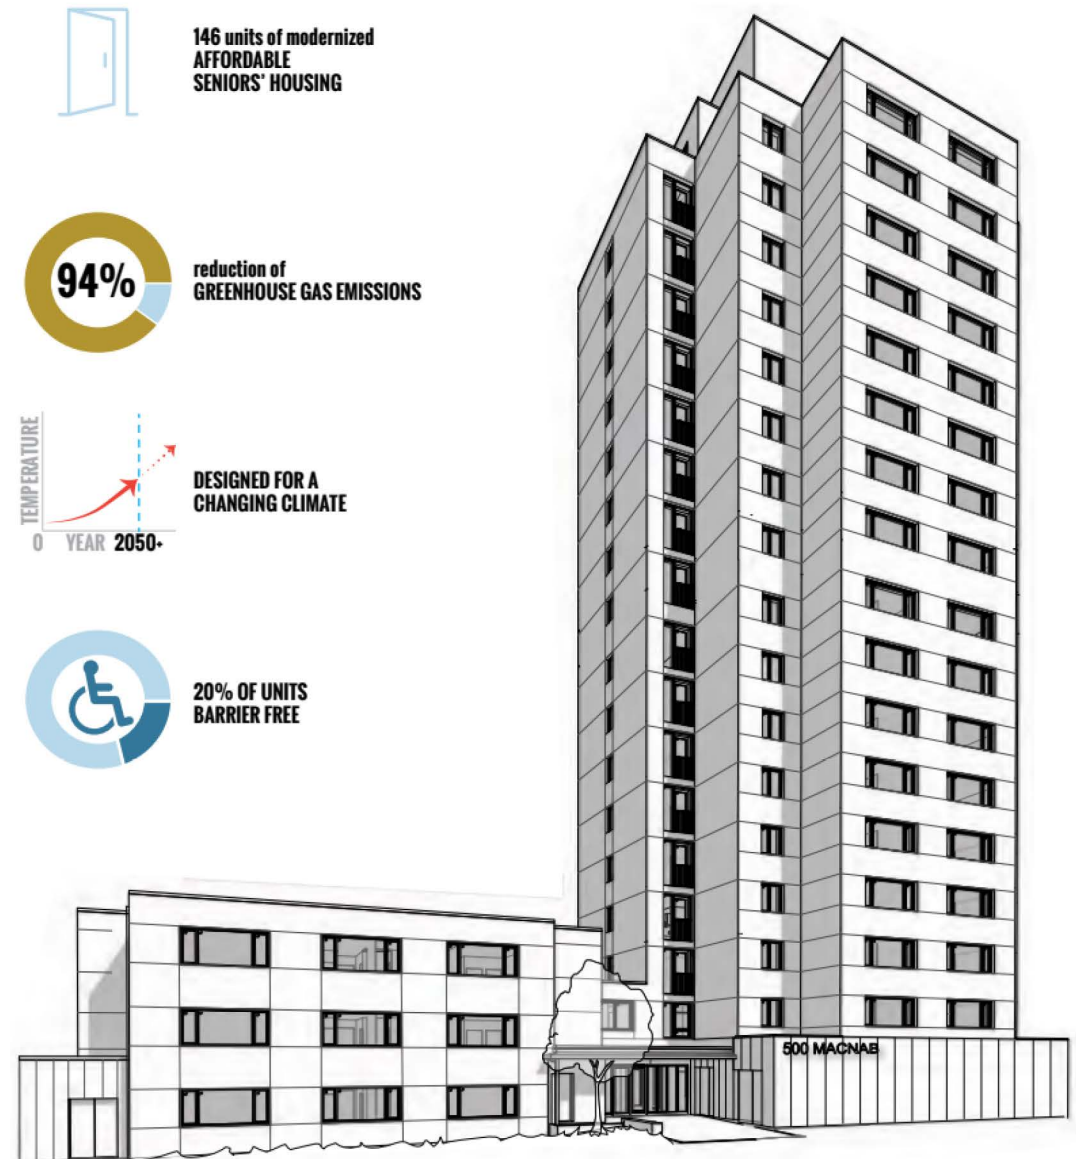 146 units of modernized
AFFORDABLE
SENIORS' HOUSING
94%
reduction of
GREENHOUSE GAS EMISSIONS
TEMPERATURE
0 YEAR 2050+
DESIGNED FOR A
CHANGING CLIMATE
20% OF UNITS
BARRIER FREE
500 MACNAB